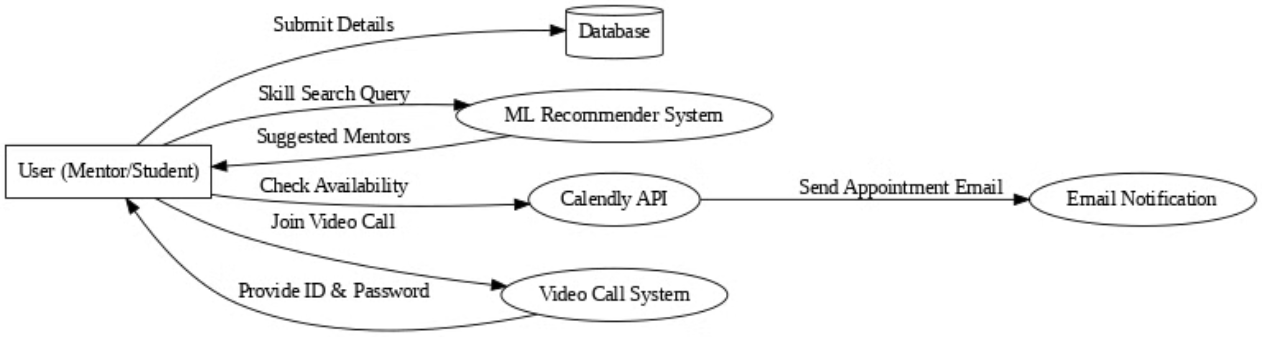 Submit Details
Database
Skill Search Query
ML Recommender System
Suggested Mentors
User (Mentor/Student)
Check Availability
Calendly API
Send Appointment Email
Email Notification
Join Video Call
Provide ID & Password
Video Call System